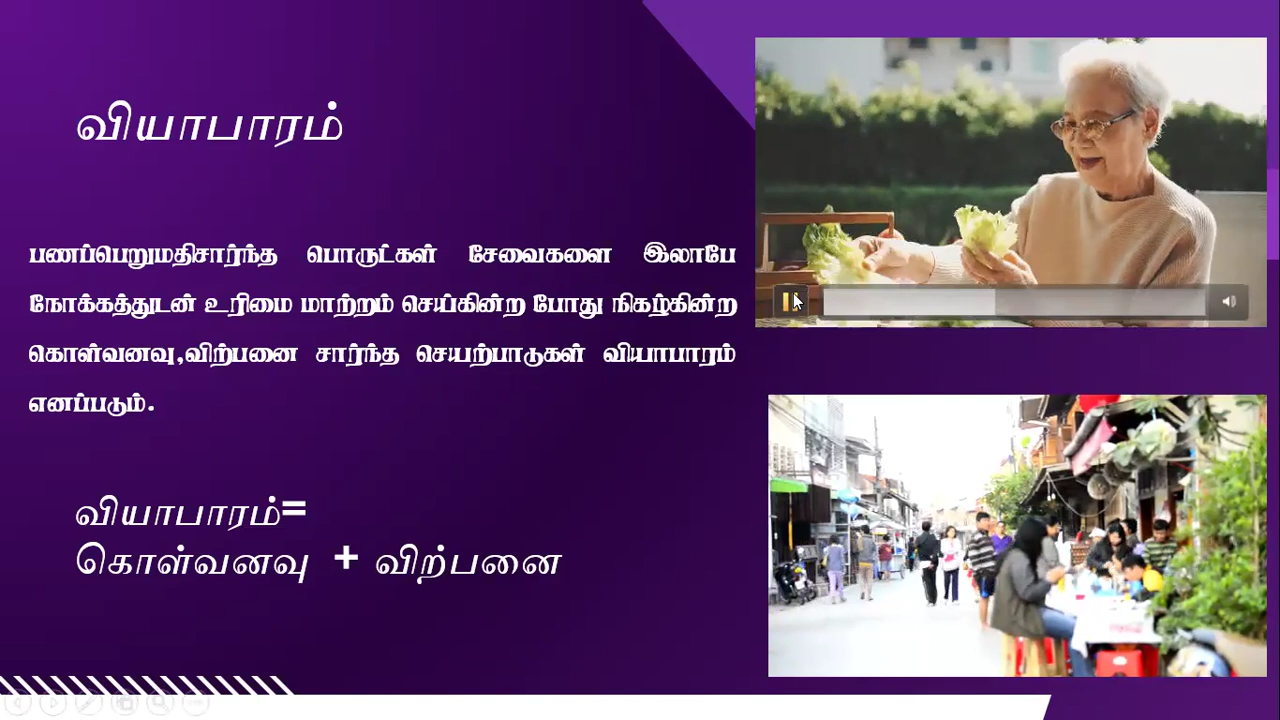 வியாபாரம்
பணப்பெறுமதிசார்ந்த பொருட்கள் சேவைகளை இலாபே
நோக்கத்துடன் உரிமை மாற்றம் செய்கின்ற போது நிகழ்கின்ற
கொள்வனவு,விற்பனை சார்ந்த செயற்பாடுகள் வியாபாரம்
எனப்படும்.
வியாபாரம்=
கொள்வனவு + விற்பனை